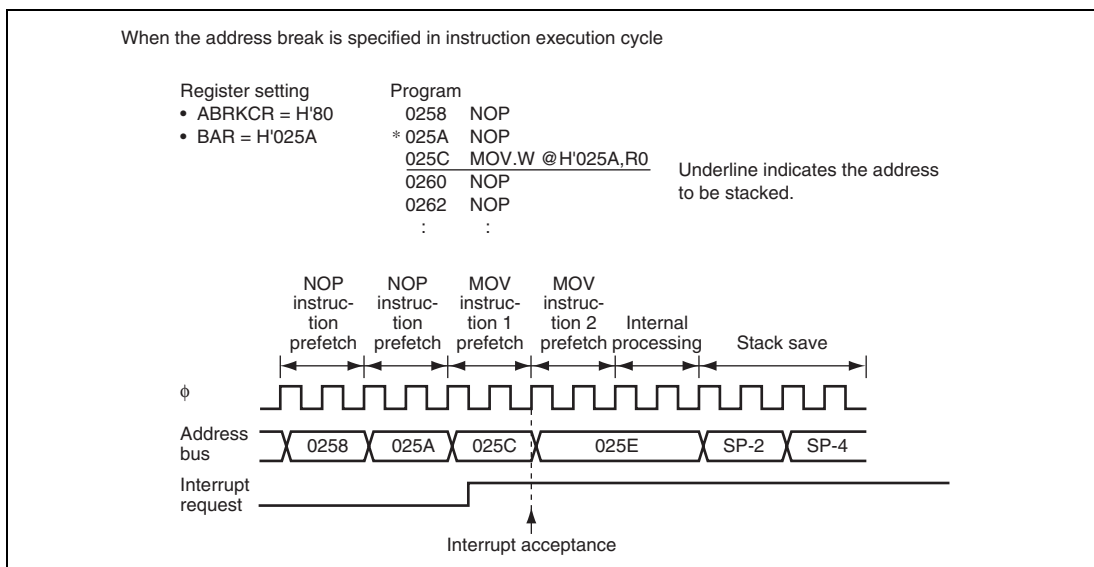 When the address break is specified in instruction execution cycle
Register setting
• ABRKCR = H'80
• BAR = H'025A
Program
0258 NOP
* 025A NOP
025C MOV.W @H'025A,R0
0260 NOP
0262 NOP
: :
Underline indicates the address
to be stacked.
NOP
instruc-
tion
prefetch
NOP
instruc-
tion
prefetch
MOV
instruc-
tion 1
prefetch
MOV
instruc-
tion 2
prefetch
Internal
processing
Stack save
φ
Address
bus
0258
025A
025C
025E
SP-2
SP-4
Interrupt
request
Interrupt acceptance